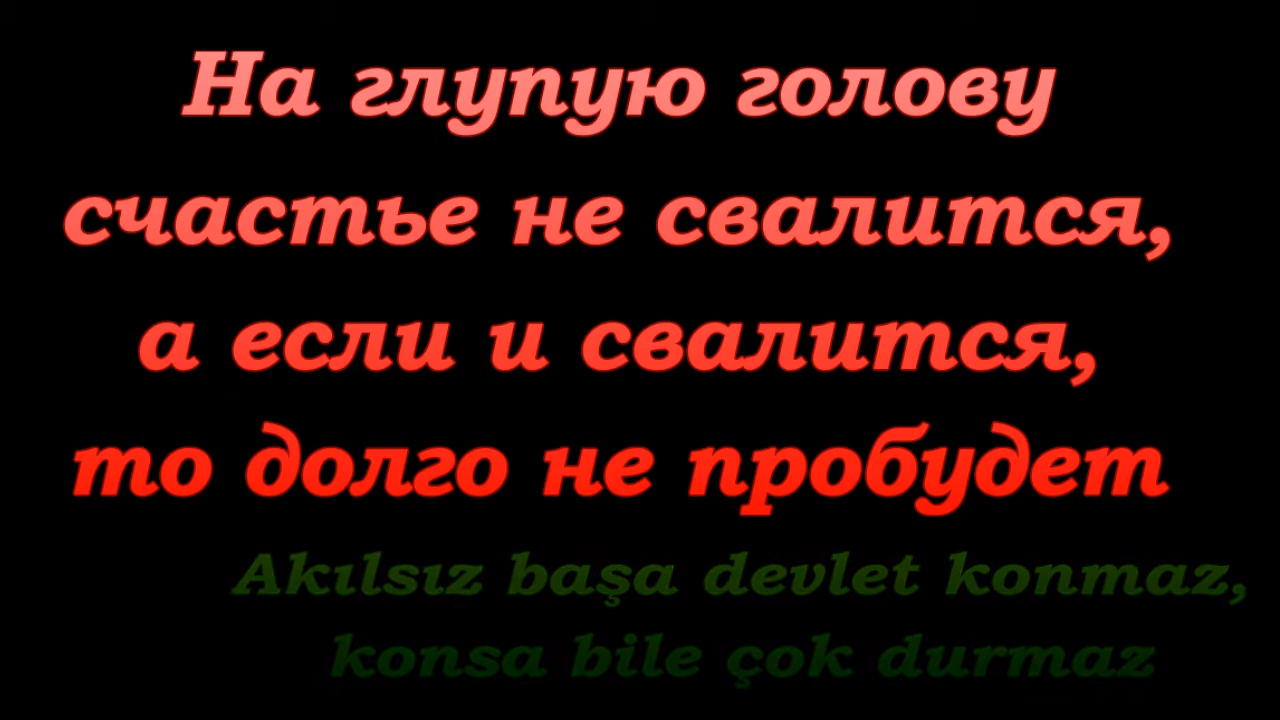 На глупую голову
счастье не свалится,
а если и свалится,
то долго не пробудет
Akılsız başa devlet konmaz,
konsa bile çok durmaz